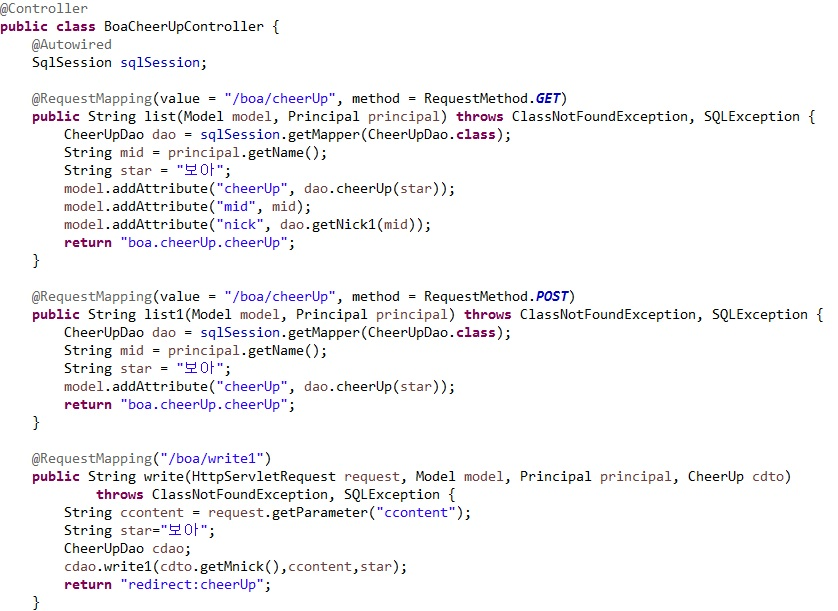 @Controller
public class BoaCheerUpController {
    @Autowired
    SqlSession sqlSession;

    @RequestMapping(value = "/boa/cheerUp", method = RequestMethod.GET)
    public String list(Model model, Principal principal) throws ClassNotFoundException, SQLException {
        CheerUpDao dao = sqlSession.getMapper(CheerUpDao.class);
        String mid = principal.getName();
        String star = "보아";
        model.addAttribute("cheerUp", dao.cheerUp(star));
        model.addAttribute("mid", mid);
        model.addAttribute("nick", dao.getNick1(mid));
        return "boa.cheerUp.cheerUp";
    }

    @RequestMapping(value = "/boa/cheerUp", method = RequestMethod.POST)
    public String list1(Model model, Principal principal) throws ClassNotFoundException, SQLException {
        CheerUpDao dao = sqlSession.getMapper(CheerUpDao.class);
        String mid = principal.getName();
        String star = "보아";
        model.addAttribute("cheerUp", dao.cheerUp(star));
        return "boa.cheerUp.cheerUp";
    }

    @RequestMapping("/boa/write1")
    public String write(HttpServletRequest request, Model model, Principal principal, CheerUp cdto)
            throws ClassNotFoundException, SQLException {
        String ccontent = request.getParameter("ccontent");
        String star="보아";
        CheerUpDao cdao;
        cdao.write1(cdto.getMnick(),ccontent,star);
        return "redirect:cheerUp";
    }